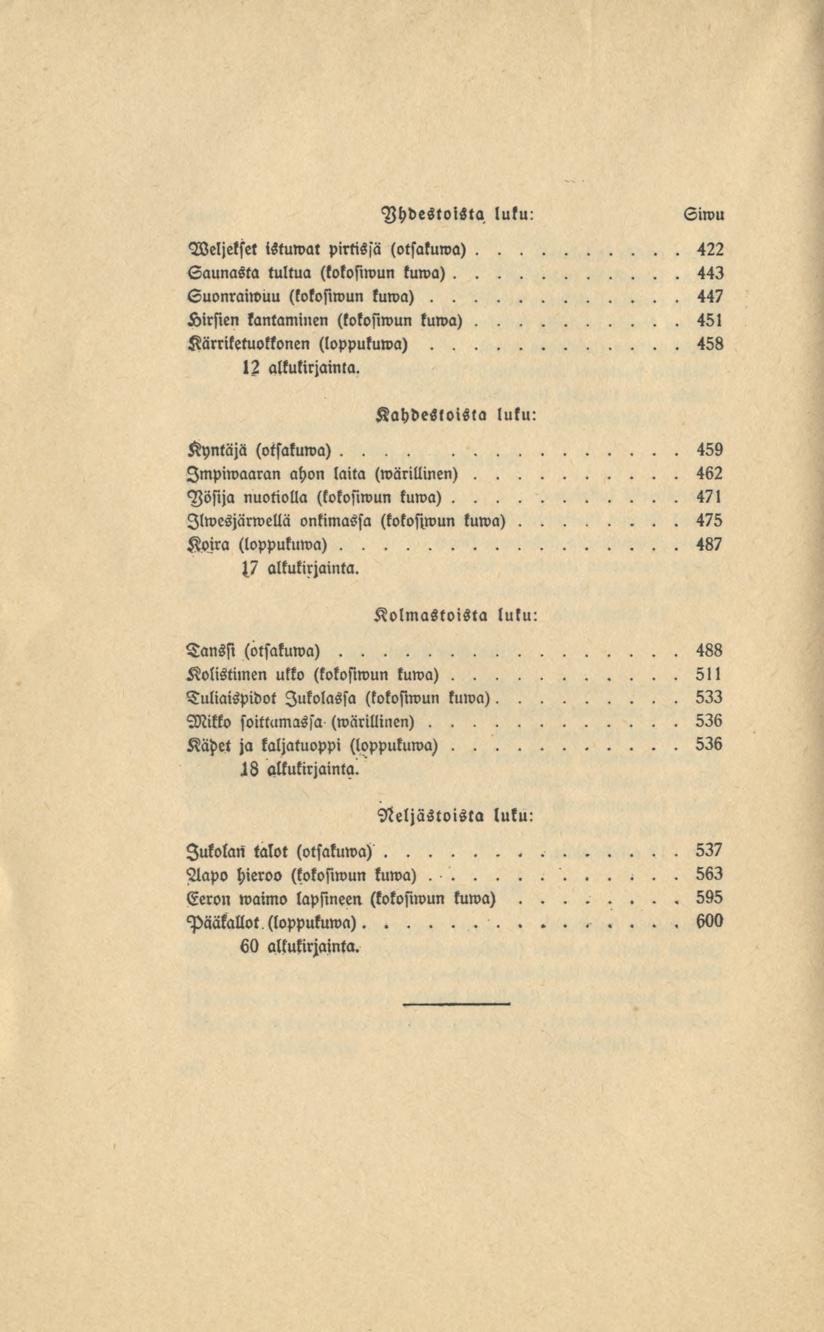 Yhdestoista luku: Siwu
Weljekset istuwat pirtissä (otsakuwa) . . . . . . . . . . 422
Saunasta tultua (kokosiwun kuwa) . . . . . . . . . . . 443
Suonraiwuu (kokosiwun kuwa) . . . . . . . . . . . . 447
Hirsien kantaminen (kokosiwun kuwa) . . . . . . . . . . 451
Kärriketuokkonen (loppukuwa) . . . . . . . . . . . . 458
12 alkukirjainta.
Kahdestoista luku:
Kyntäjä (otsakuwa) . . . . . . . . . . . . . . . 459
Impiwaaran ahon laita (wärillinen) . . . . . . . . . . 462
Yösija nuotiolla (kokosiwun kuwa) . . . . . . . . . . . 471
Ilwesjärwellä onkimassa (kokosiwun kuwa) . . . . . . . . 475
Koira (loppukuwa) . . . . . . . . . . . . . . . . 487
17 alkukirjainta.
Kolmastoista luku:
Tanssi (otsakuwa) . . . . . . . . . . . . . . . . 488
Kolistimen ukko (kokosiwun kuwa) . . . . . . . . . . . 511
Tuliaispidot Jukolassa (kokosiwun kuwa) . . . . . . . . . 533
Mikko soittamassa (wärillinen) . . . . . . . . . . . . 536
Kädet ja kaljatuoppi (loppukuwa) . . . . . . . . . . . 536
18 alkukirjainta.
Neljästoista luku:
Jukolan talot (otsakuwa) . . . . . . . . . . . . . . 537
Aapo hieroo (kokosiwun kuwa) . . . . . . . . . . . . 563
Eeron waimo lapsineen (kokosiwun kuwa) . . . . . . . . 595
Pääkallot (loppukuwa) . . . . . . . . . . . . . . . 600
60 alkukirjainta.